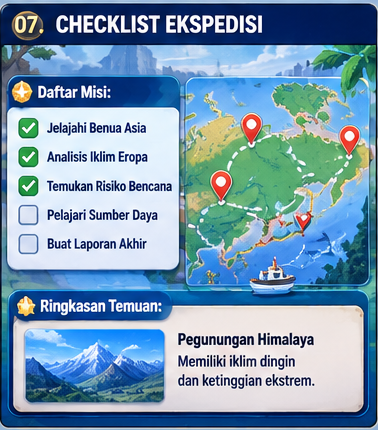 07. CHECKLIST EKSPEDISI
Daftar Misi:
Jelajahi Benua Asia
Analisis Iklim Eropa
Temukan Risiko Bencana
Pelajari Sumber Daya
Buat Laporan Akhir
Ringkasan Temuan:
Pegunungan Himalaya
Memiliki iklim dingin
dan ketinggian ekstrem.